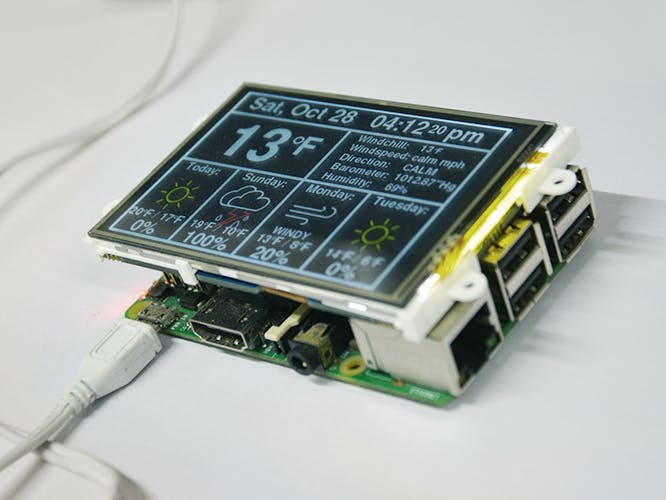 Sat, Oct 28 04:12 20 pm
13°F
Windchill: 13°F
Windspeed: calm mph
Direction: CALM
Barometer: 1012.87"Hg
Humidity: 69%
Today:
20°F / 17°F
0%
Sunday:
19°F 10°F
100%
Monday:
WINDY
13°F / 8°F
20%
Tuesday:
14°F / 6°F
0%